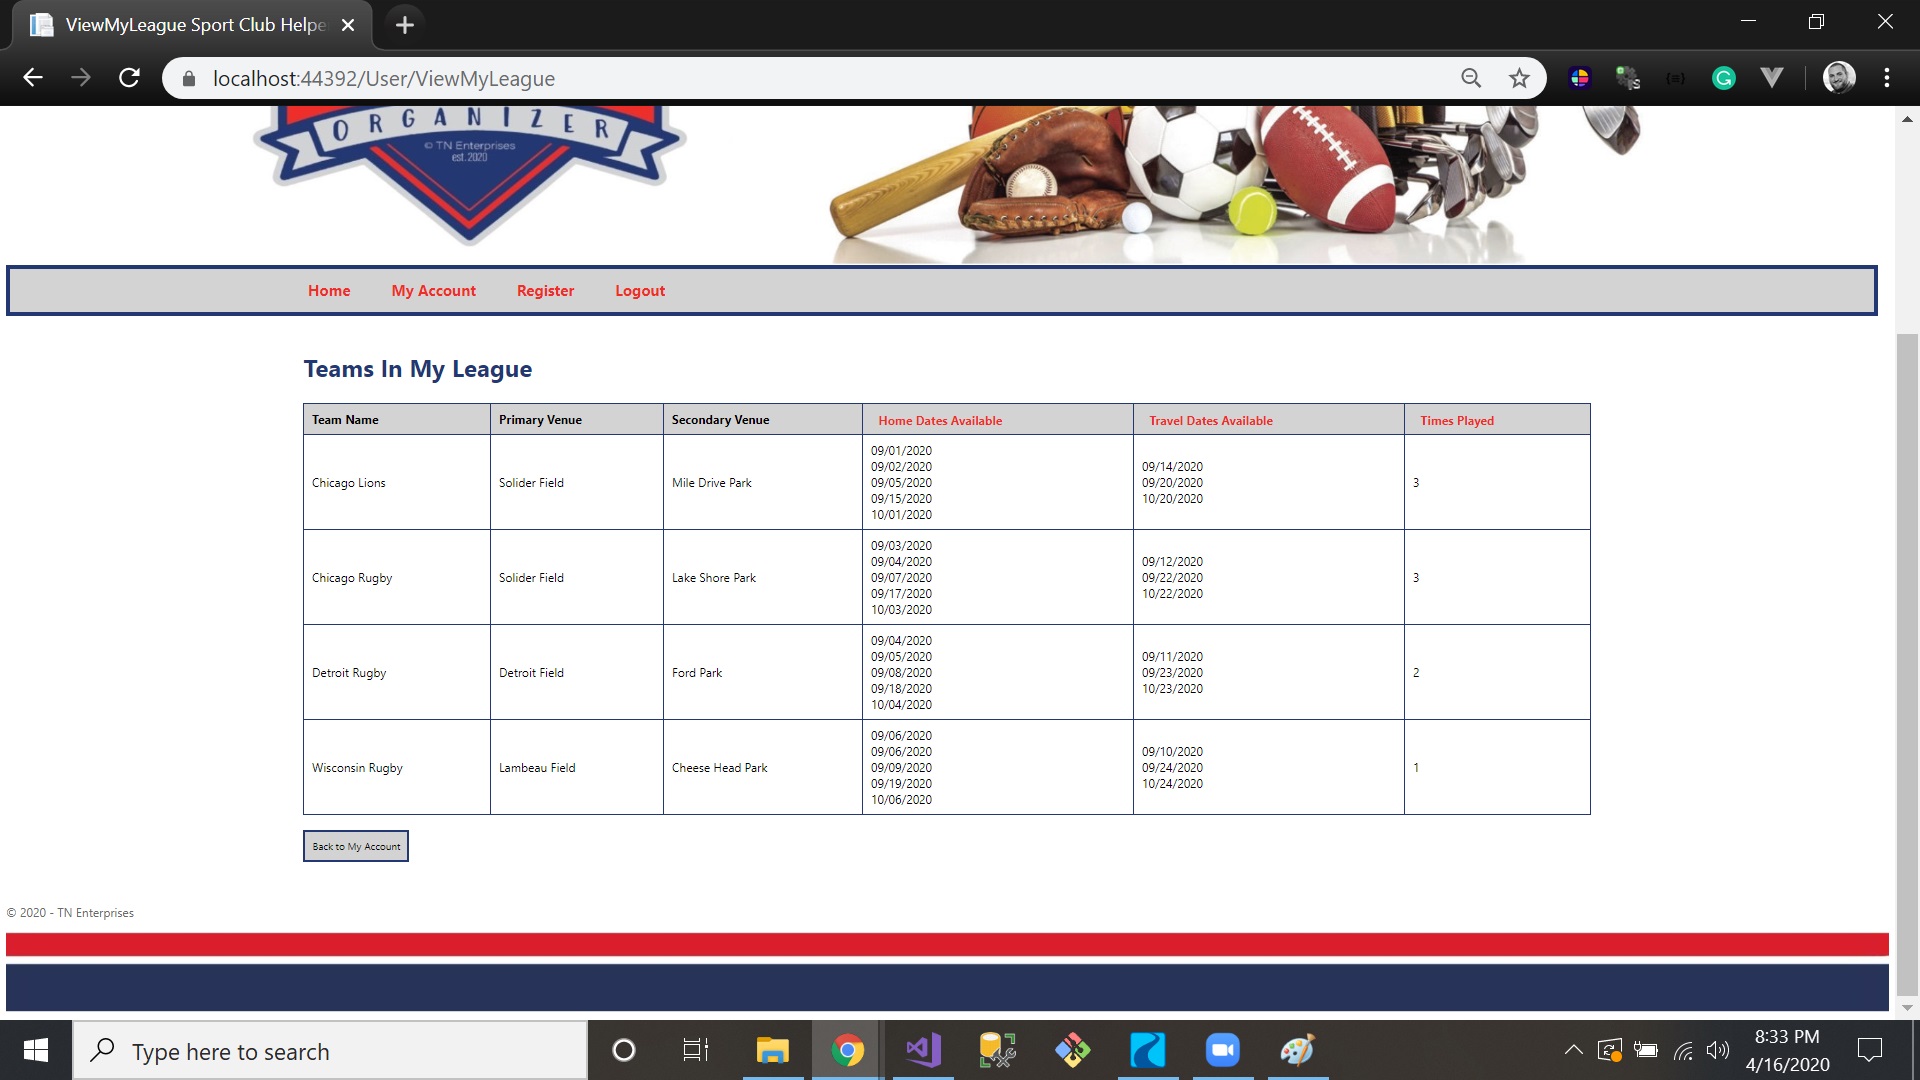 ViewMyLeague Sport Club Helpe
localhost:44392/User/ViewMyLeague
ORGANIZER
© TN Enterprises
est. 2020
Home My Account Register Logout
Teams In My League
Team Name Primary Venue Secondary Venue Home Dates Available Travel Dates Available Times Played
09/01/2020
09/02/2020
09/05/2020
09/15/2020
10/01/2020
09/14/2020
09/20/2020
10/20/2020
Chicago Lions Solider Field Mile Drive Park 3
09/03/2020
09/04/2020
09/07/2020
09/17/2020
10/03/2020
09/12/2020
09/22/2020
10/22/2020
Chicago Rugby Solider Field Lake Shore Park 3
09/04/2020
09/05/2020
09/08/2020
09/18/2020
10/04/2020
09/11/2020
09/23/2020
10/23/2020
Detroit Rugby Detroit Field Ford Park 2
09/06/2020
09/06/2020
09/09/2020
09/19/2020
10/06/2020
09/10/2020
09/24/2020
10/24/2020
Wisconsin Rugby Lambeau Field Cheese Head Park 1
Back to My Account
© 2020 - TN Enterprises
Type here to search
8:33 PM
4/16/2020